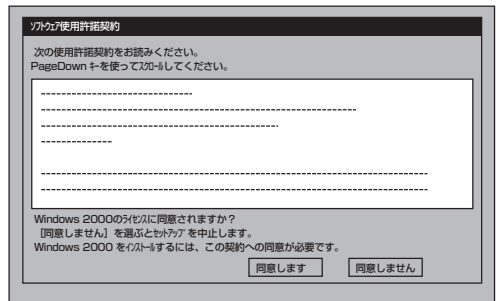 ソフトウェア使用許諾契約
次の使用許諾契約をお読みください。
PageDown キーを使ってスクロールしてください。
Windows 2000のライセンスに同意されますか？
［同意しません］を選ぶとセットアップを中止します。
Windows 2000 をインストールするには、この契約への同意が必要です。
同意します 同意しません